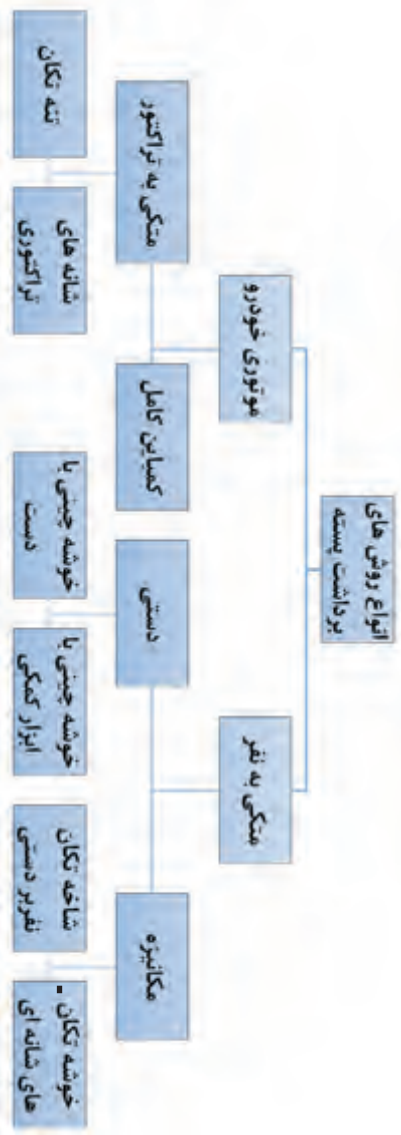 انواع روش های
برداشت پسته
موتوری خودرو
متکی به نفر
متکی به تراکتور
کمباین کامل
دستی
مکانیزه
تنه تکان
شانه های
تراکتوری
خوشه چینی با
دست
خوشه چینی با
ابزار کمکی
شاخه تکان
نفربر دستی
خوشه تکان
های شانه ای